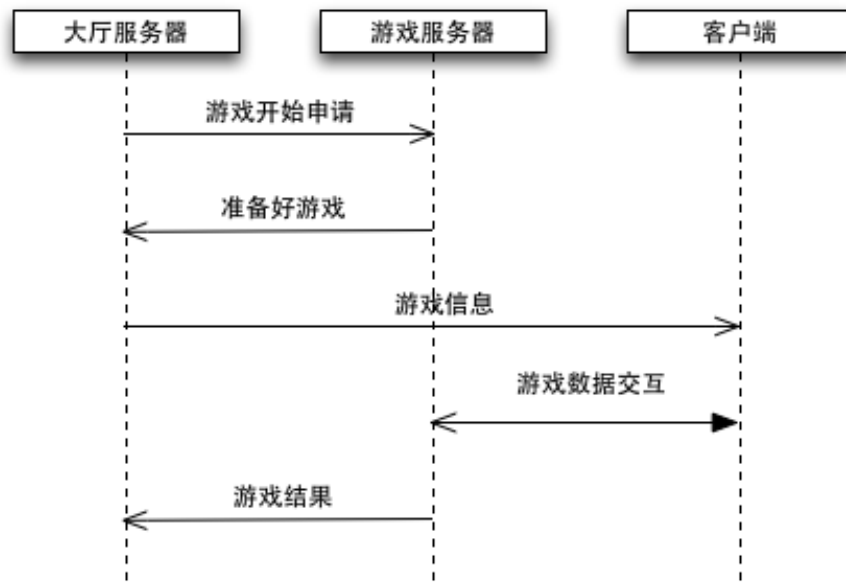 大厅服务器
游戏服务器
客户端
游戏开始申请
准备好游戏
游戏信息
游戏数据交互
游戏结果